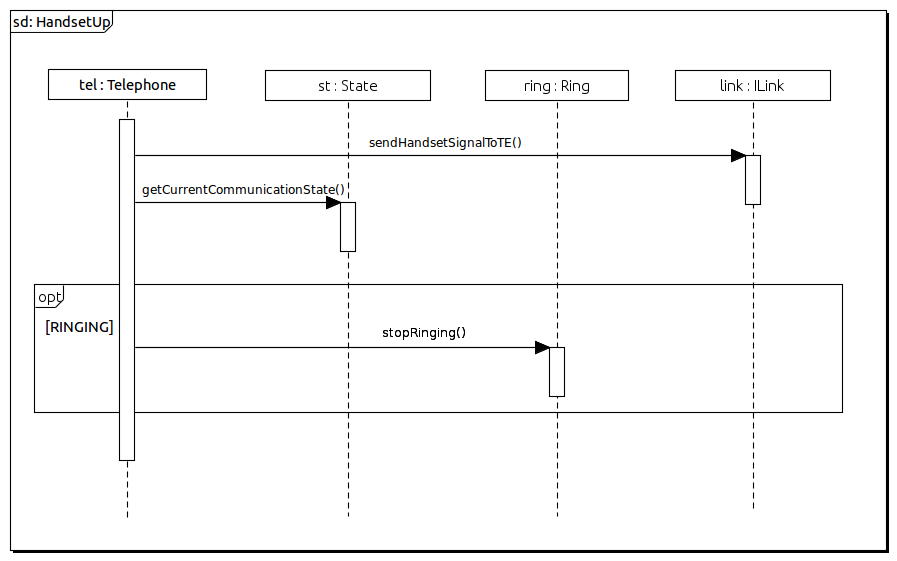 sd: HandsetUp
tel : Telephone
st : State
ring : Ring
link : ILink
sendHandsetSignalToTE()
getCurrentCommunicationState()
opt
[RINGING]
stopRinging()